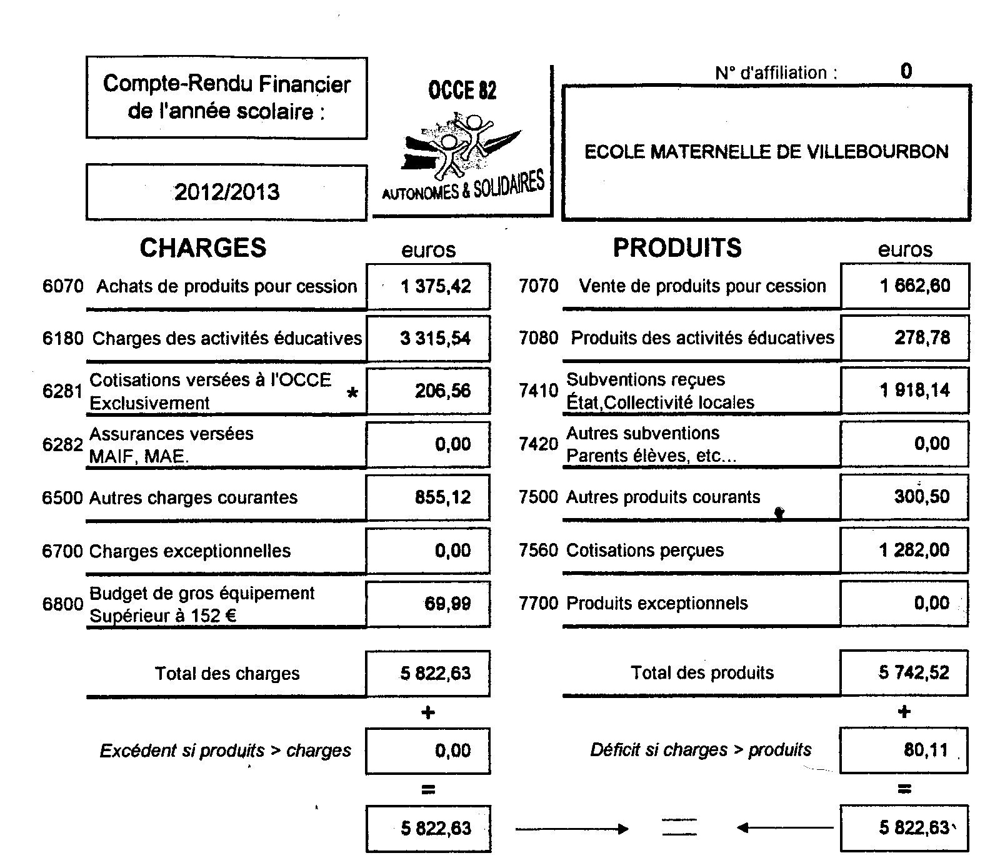 Compte-Rendu Financier
de l'année scolaire :
2012/2013
OCCE 82
AUTONOMES & SOLIDAIRES
N° d'affiliation : 0
ECOLE MATERNELLE DE VILLEBOURBON
CHARGES euros PRODUITS euros
6070 Achats de produits pour cession 1 375,42 7070 Vente de produits pour cession 1 662,60
6180 Charges des activités éducatives 3 315,54 7080 Produits des activités éducatives 278,78
6281 Cotisations versées à l'OCCE
Exclusivement * 206,56
7410 Subventions reçues
État,Collectivité locales 1 918,14
6282 Assurances versées
MAIF, MAE. 0,00
7420 Autres subventions
Parents élèves, etc... 0,00
6500 Autres charges courantes 855,12 7500 Autres produits courants 300,50
6700 Charges exceptionnelles 0,00 7560 Cotisations perçues 1 282,00
6800 Budget de gros équipement
Supérieur à 152 € 69,99
7700 Produits exceptionnels 0,00
Total des charges 5 822,63 Total des produits 5 742,52
+ +
Excédent si produits > charges 0,00 Déficit si charges > produits 80,11
= =
5 822,63 = 5 822,63